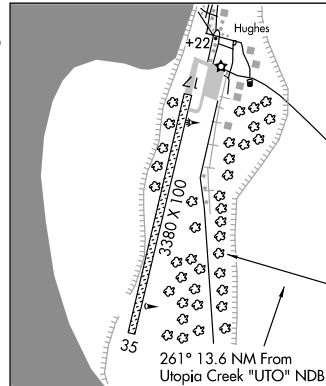 Hughes
+22
17
3380 X 100
35
261° 13.6 NM From
Utopia Creek "UTO" NDB